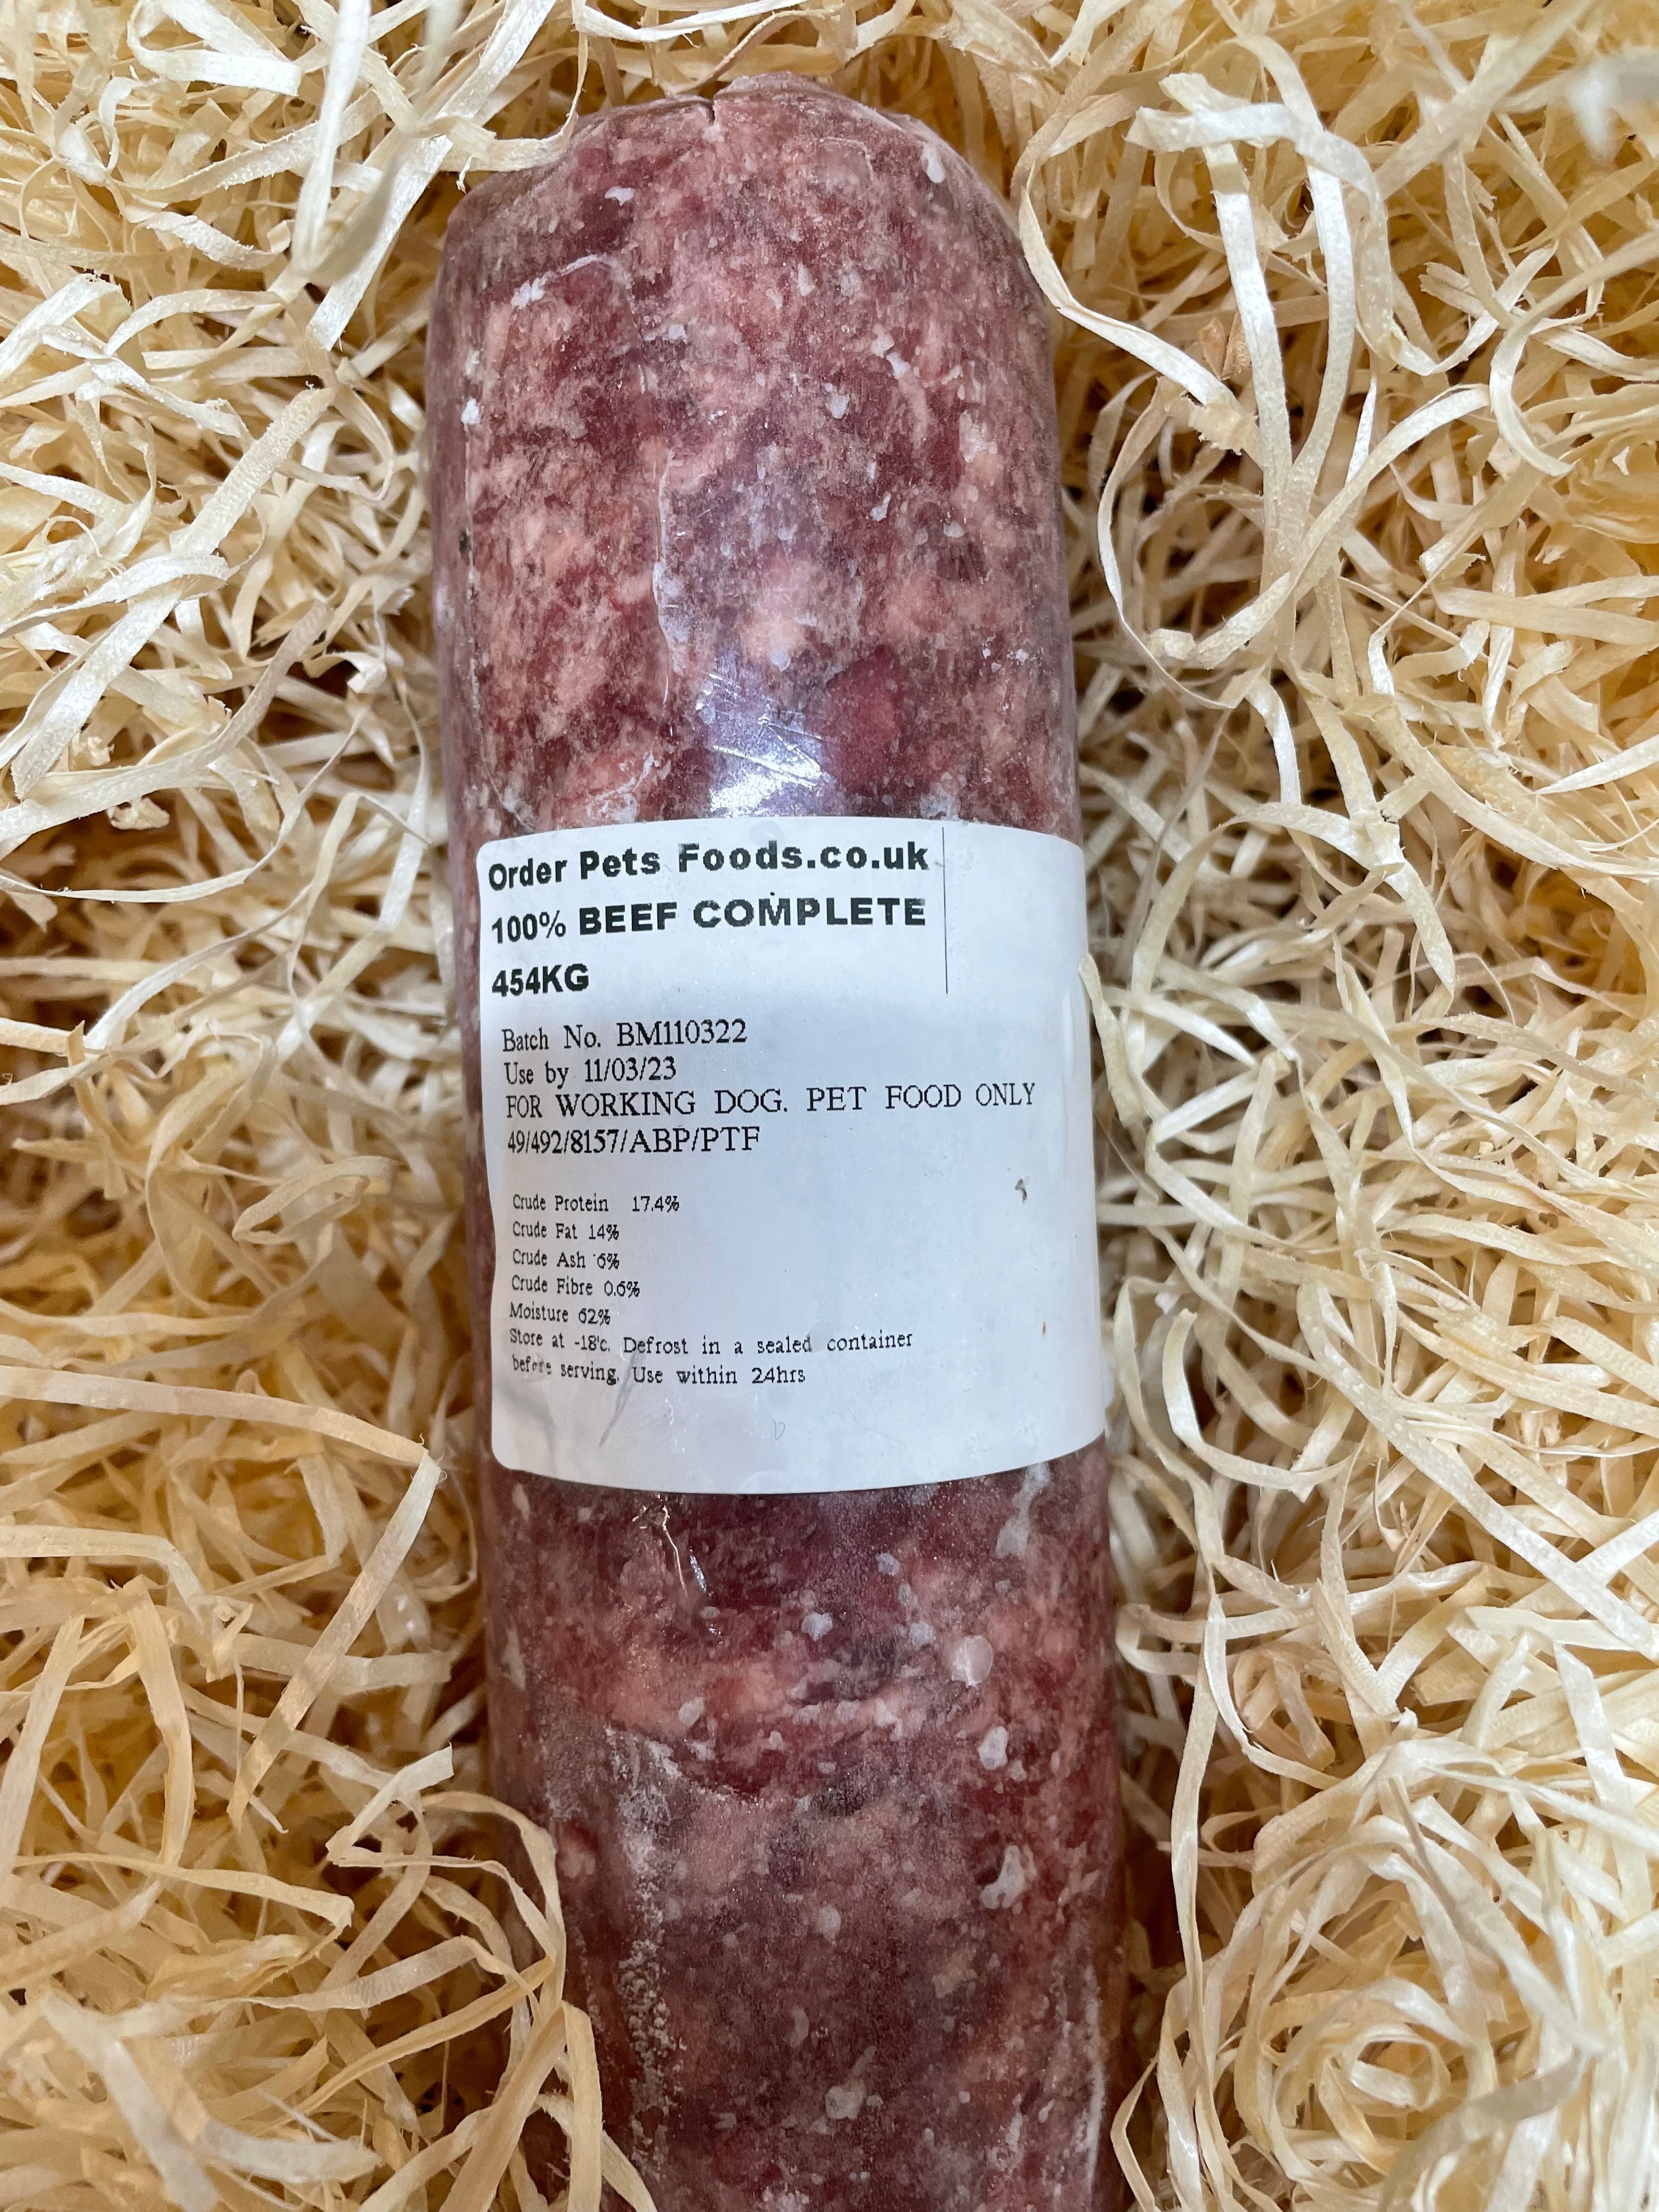 Order Pets Foods.co.uk
100% BEEF COMPLETE
454KG
Batch No. BM110322
Use by 11/03/23
FOR WORKING DOG. PET FOOD ONLY
49/492/8157/ABP/PTF
Crude Protein 17.4%
Crude Fat 14%
Crude Ash 6%
Crude Fibre 0.6%
Moisture 62%
Store at -18'c. Defrost in a sealed container
before serving. Use within 24hrs